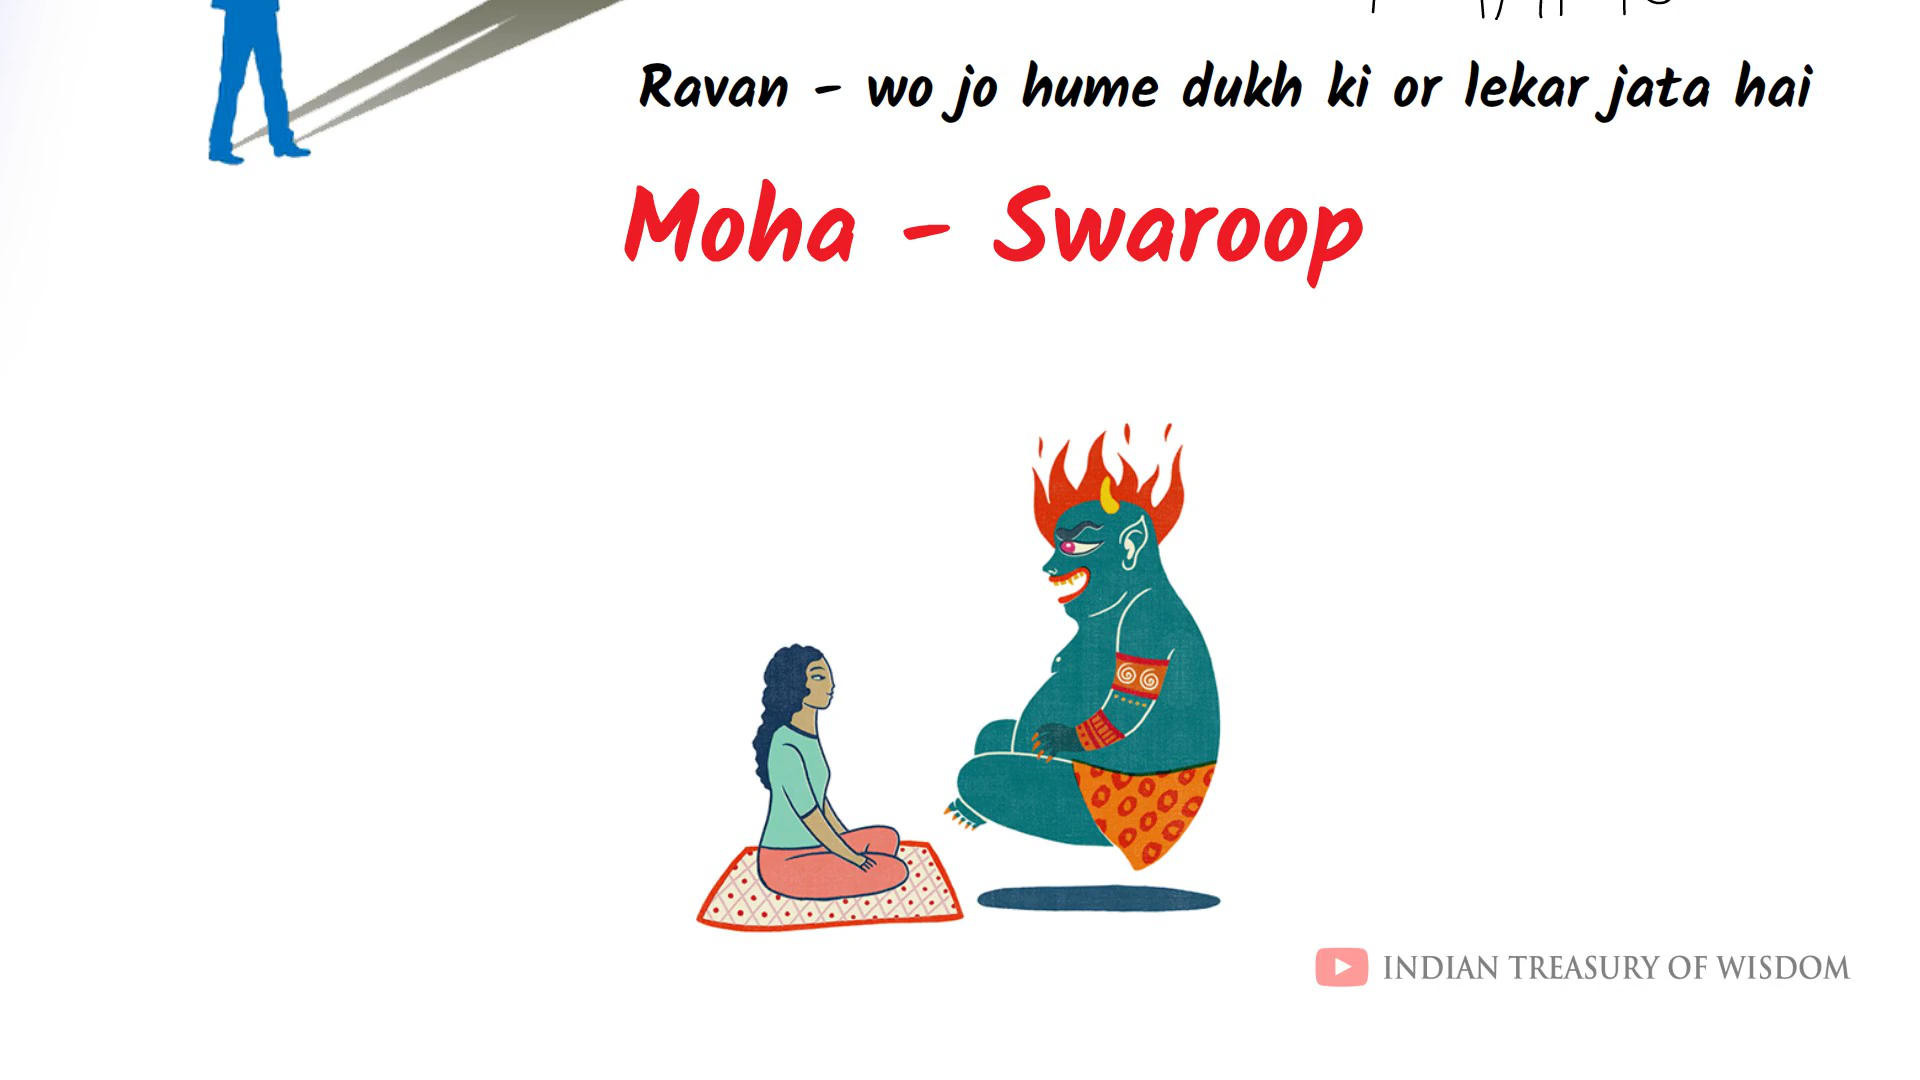 Ravan - wo jo hume dukh ki or lekar jata hai
Moha - Swaroop
INDIAN TREASURY OF WISDOM